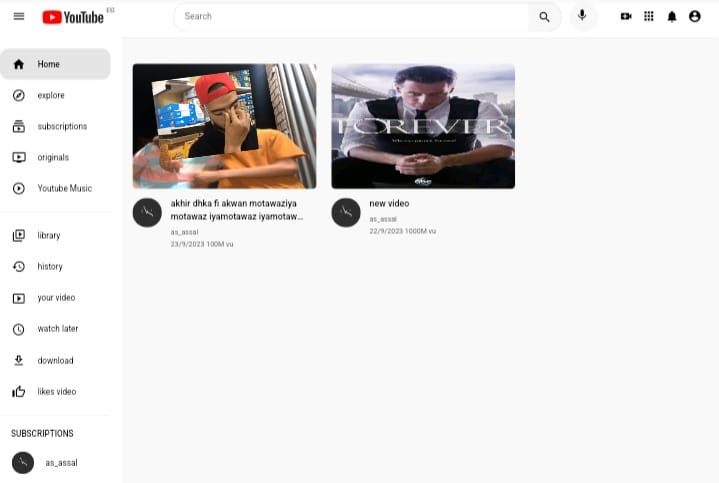 YouTube EG
Search
Home
explore
subscriptions
originals
Youtube Music
library
history
your video
watch later
download
likes video
SUBSCRIPTIONS
as_assal
FOREVER
abc
akhir dhka fi akwan motawaziya
motawaz iyamotawaz iyamotaw...
as_assal
23/9/2023 100M vu
new video
as_assal
22/9/2023 1000M vu